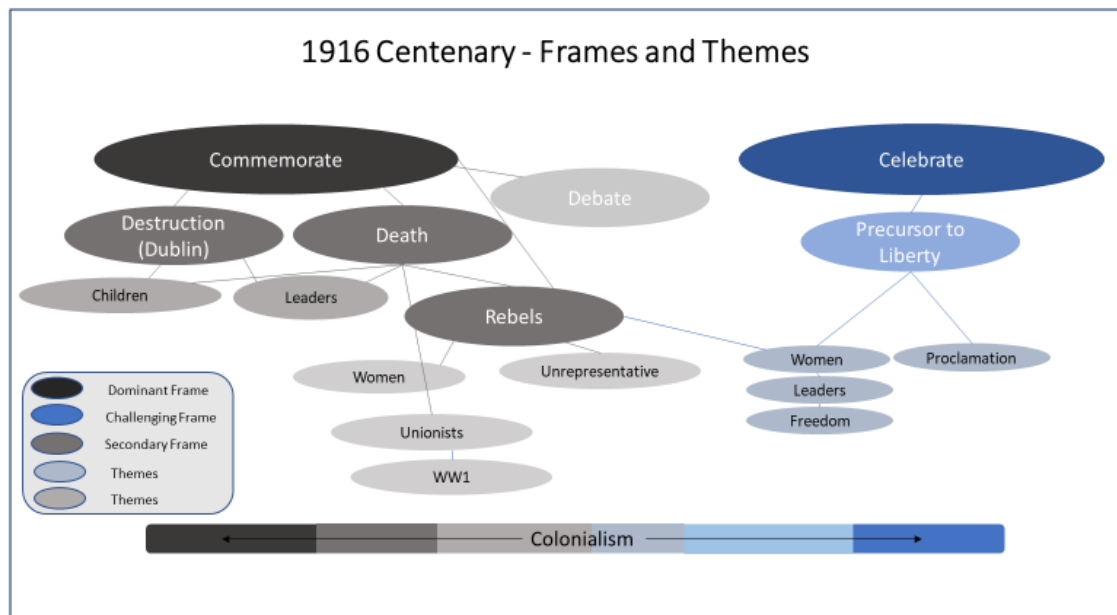 1916 Centenary - Frames and Themes
Commemorate
Celebrate
Debate
Destruction
(Dublin)
Death
Precursor to
Liberty
Children
Leaders
Rebels
Women
Unrepresentative
Women
Proclamation
Leaders
Freedom
Unionists
WW1
Dominant Frame
Challenging Frame
Secondary Frame
Themes
Themes
Colonialism